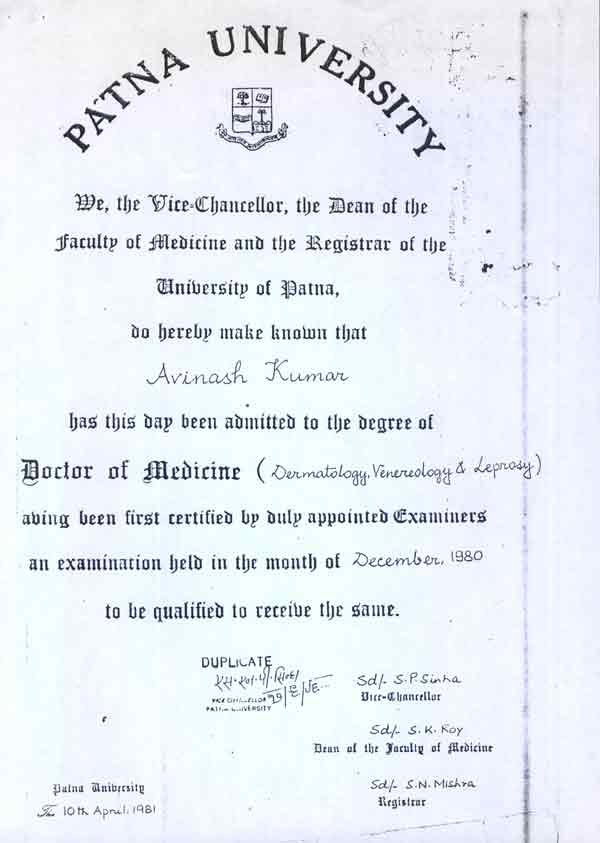 PATNA UNIVERSITY
We, the Vice-Chancellor, the Dean of the
Faculty of Medicine and the Registrar of the
University of Patna,
do hereby make known that
Avinash Kumar
has this day been admitted to the degree of
Doctor of Medicine (Dermatology, Venereology & Leprosy)
aving been first certified by duly appointed Examiners
an examination held in the month of December, 1980
to be qualified to receive the same.
DUPLICATE
VICE CHANCELLOR
PATNA UNIVERSITY
Sd/- S.P. Sinha
Vice-Chancellor
Sd/- S.K. Roy
Dean of the Faculty of Medicine
Sd/- S.N. Mishra
Registrar
Patna University
The 10th April, 1981